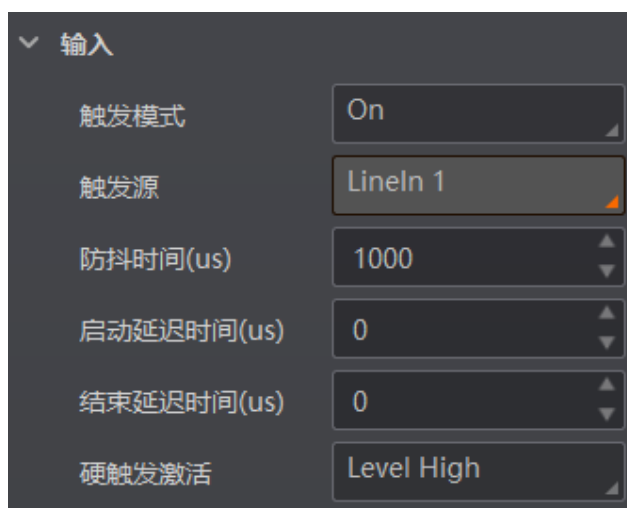 输入
触发模式 On
触发源 LineIn 1
防抖时间(us) 1000
启动延迟时间(us) 0
结束延迟时间(us) 0
硬触发激活 Level High